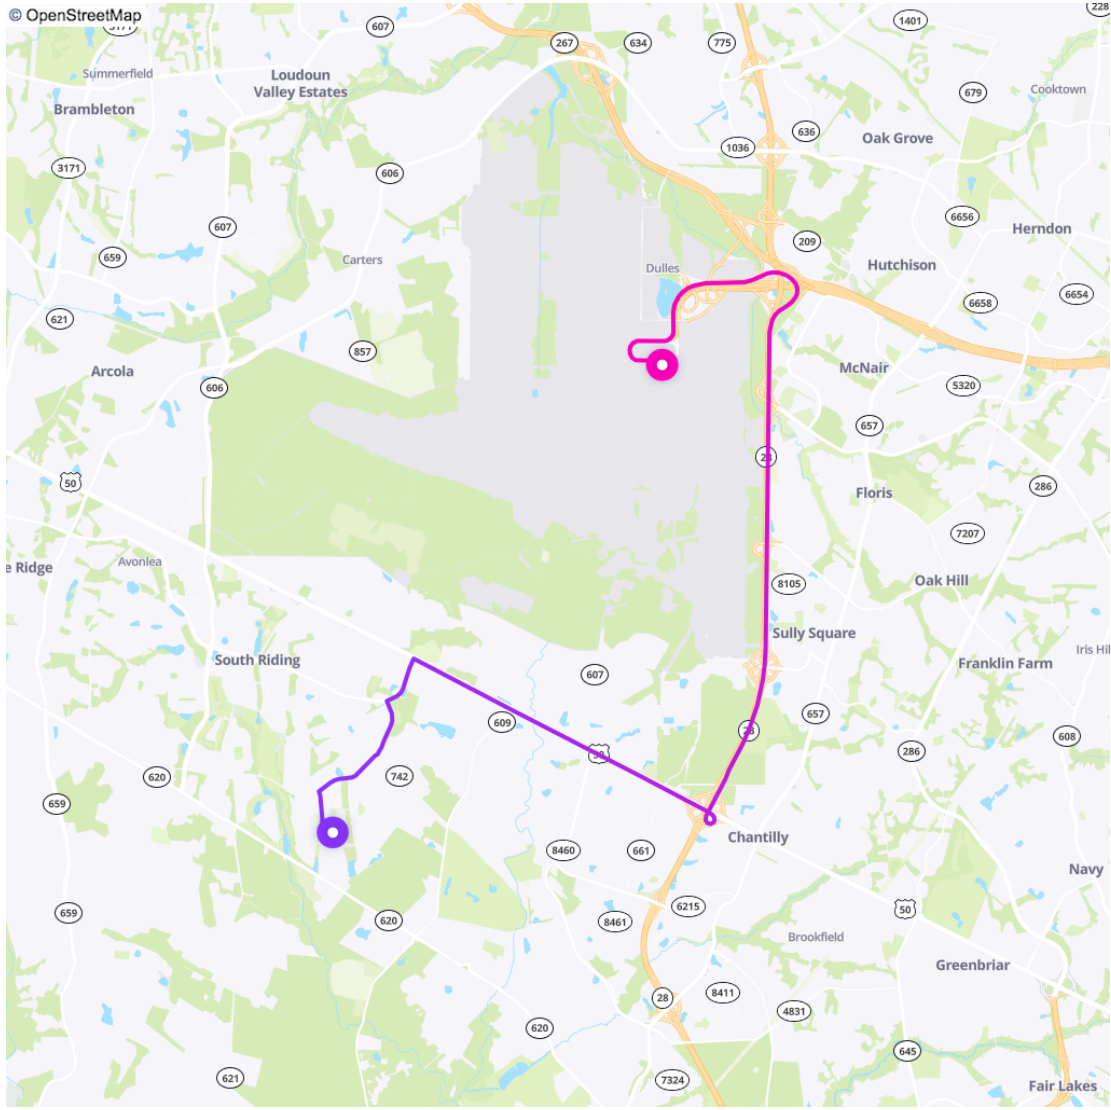 © OpenStreetMap
228
1401
607
3171
267
634
775
Summerfield
Loudoun
Valley Estates
679
Cooktown
Brambleton
636
Oak Grove
1036
3171
606
6656
607
Herndon
209
659
Carters
Dulles
Hutchison
6654
6658
621
857
Arcola
McNair
606
5320
657
28
50
286
Floris
7207
Avonlea
e Ridge
8105
Oak Hill
Sully Square
Iris Hil
South Riding
Franklin Farm
607
657
609
28
608
286
50
620
742
659
Chantilly
8460
661
Navy
6215
50
659
620
8461
Brookfield
Greenbriar
8411
28
4831
620
645
621
7324
Fair Lakes